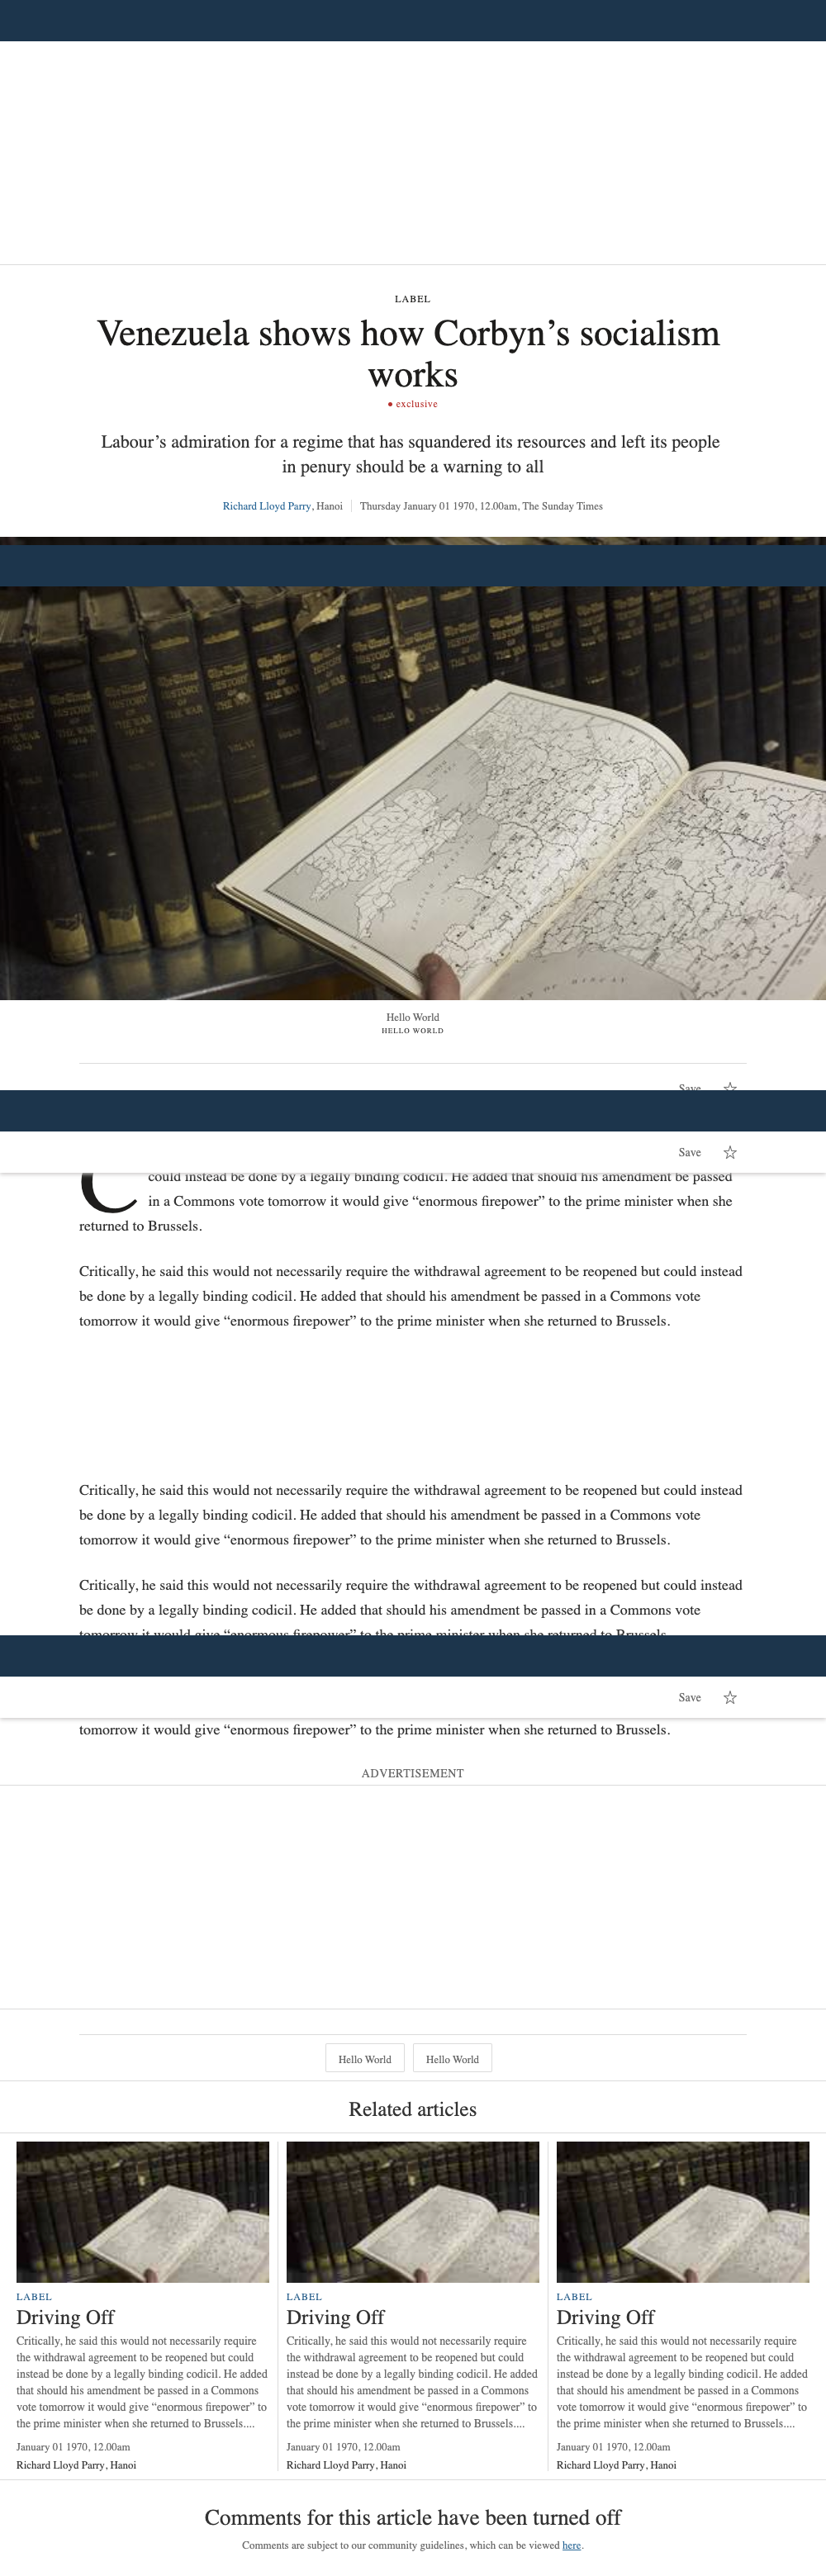 LABEL
Venezuela shows how Corbyn’s socialism
works
● exclusive
Labour’s admiration for a regime that has squandered its resources and left its people
in penury should be a warning to all
Richard Lloyd Parry, Hanoi | Thursday January 01 1970, 12.00am, The Sunday Times
Hello World
HELLO WORLD
Save
Save
could instead be done by a legally binding codicil. He added that should his amendment be passed
C in a Commons vote tomorrow it would give “enormous firepower” to the prime minister when she
returned to Brussels.
Critically, he said this would not necessarily require the withdrawal agreement to be reopened but could instead
be done by a legally binding codicil. He added that should his amendment be passed in a Commons vote
tomorrow it would give “enormous firepower” to the prime minister when she returned to Brussels.
Critically, he said this would not necessarily require the withdrawal agreement to be reopened but could instead
be done by a legally binding codicil. He added that should his amendment be passed in a Commons vote
tomorrow it would give “enormous firepower” to the prime minister when she returned to Brussels.
Critically, he said this would not necessarily require the withdrawal agreement to be reopened but could instead
be done by a legally binding codicil. He added that should his amendment be passed in a Commons vote
tomorrow it would give “enormous firepower” to the prime minister when she returned to Brussels.
Save
tomorrow it would give “enormous firepower” to the prime minister when she returned to Brussels.
ADVERTISEMENT
Hello World
Hello World
Related articles
LABEL
Driving Off
Critically, he said this would not necessarily require
the withdrawal agreement to be reopened but could
instead be done by a legally binding codicil. He added
that should his amendment be passed in a Commons
vote tomorrow it would give “enormous firepower” to
the prime minister when she returned to Brussels....
January 01 1970, 12.00am
Richard Lloyd Parry, Hanoi
LABEL
Driving Off
Critically, he said this would not necessarily require
the withdrawal agreement to be reopened but could
instead be done by a legally binding codicil. He added
that should his amendment be passed in a Commons
vote tomorrow it would give “enormous firepower” to
the prime minister when she returned to Brussels....
January 01 1970, 12.00am
Richard Lloyd Parry, Hanoi
LABEL
Driving Off
Critically, he said this would not necessarily require
the withdrawal agreement to be reopened but could
instead be done by a legally binding codicil. He added
that should his amendment be passed in a Commons
vote tomorrow it would give “enormous firepower” to
the prime minister when she returned to Brussels....
January 01 1970, 12.00am
Richard Lloyd Parry, Hanoi
Comments for this article have been turned off
Comments are subject to our community guidelines, which can be viewed here.